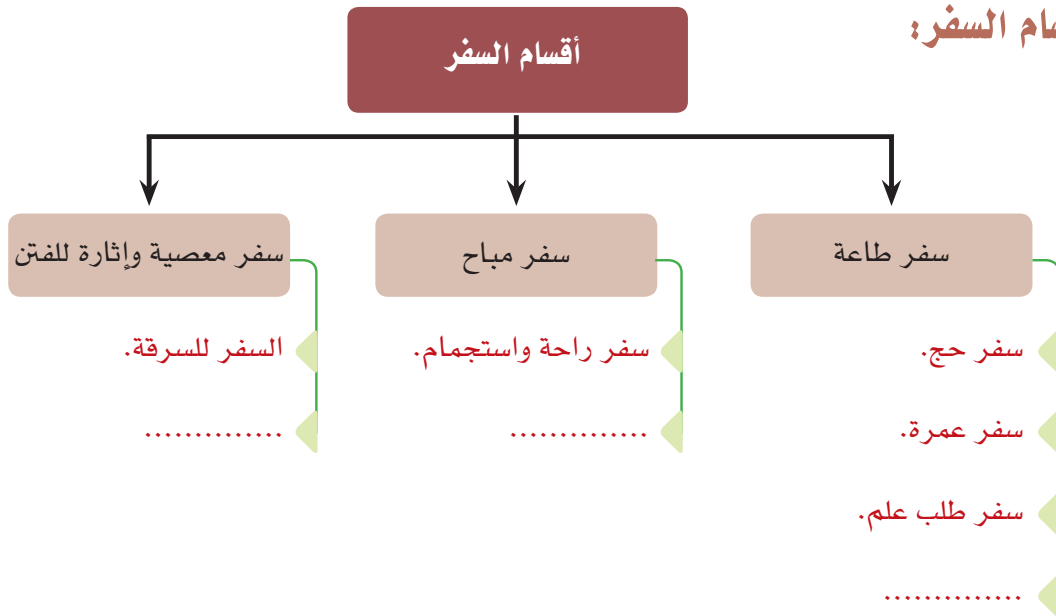 سام السفر:
أقسام السفر
سفر طاعة
سفر حج.
سفر عمرة.
سفر طلب علم.
..............
سفر مباح
سفر راحة واستجمام.
..............
سفر معصية وإثارة للفتن
السفر للسرقة.
..............